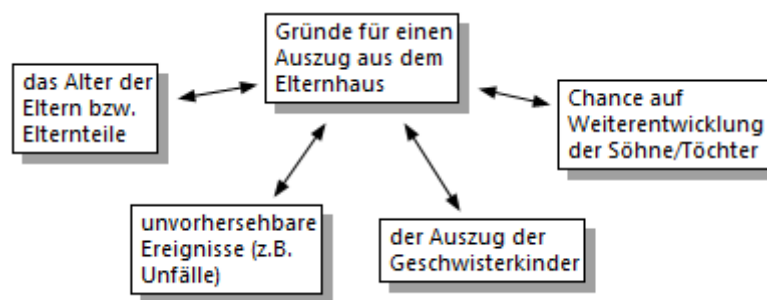 Gründe für einen
Auszug aus dem
Elternhaus
das Alter der
Eltern bzw.
Elternteile
Chance auf
Weiterentwicklung
der Söhne/Töchter
unvorhersehbare
Ereignisse (z.B.
Unfälle)
der Auszug der
Geschwisterkinder